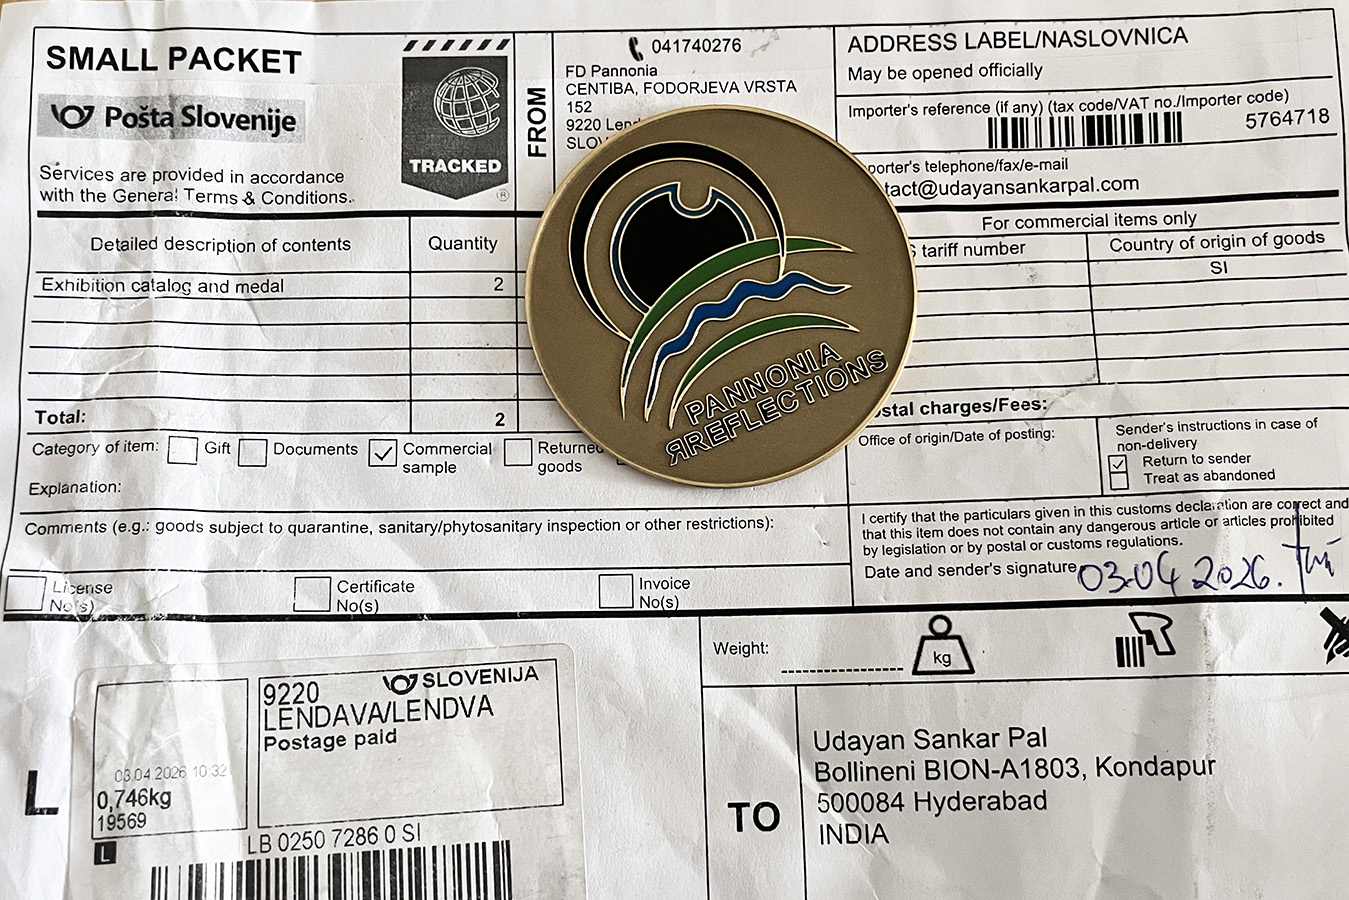 SMALL PACKET
Pošta Slovenije
TRACKED
®
Services are provided in accordance
with the General Terms & Conditions.
FROM
041740276
FD Pannonia
CENTIBA, FODORJEVA VRSTA
152
9220
ADDRESS LABEL/NASLOVNICA
May be opened officially
Importer's reference (if any) (tax code/VAT no./Importer code)
5764718
telephone/fax/e-mail
@udayansankarpal.com
For commercial items only
tariff number
Country of origin of goods
SI
Detailed description of contents
Quantity
Exhibition catalog and medal
2
Total:
2
PANNONIA
ЯREFLECTIONS
Category of item:
Gift
Documents
Commercial
sample
Returned
goods
Explanation:
Comments (e.g.: goods subject to quarantine, sanitary/phytosanitary inspection or other restrictions):
License
No(s)
Certificate
No(s)
Invoice
No(s)
charges/Fees:
Office of origin/Date of posting:
Sender's instructions in case of
non-delivery
Return to sender
Treat as abandoned
I certify that the particulars given in this customs declaration are correct and
that this item does not contain any dangerous article or articles prohibited
by legislation or by postal or customs regulations.
Date and sender's signature
03.04 2026.
Weight:
kg
L
03.04.2026 10:32
0,746kg
19569
L
9220
SLOVENIJA
LENDAVA/LENDVA
Postage paid
LB 0250 7286 0 SI
TO
Udayan Sankar Pal
Bollineni BION-A1803, Kondapur
500084 Hyderabad
INDIA